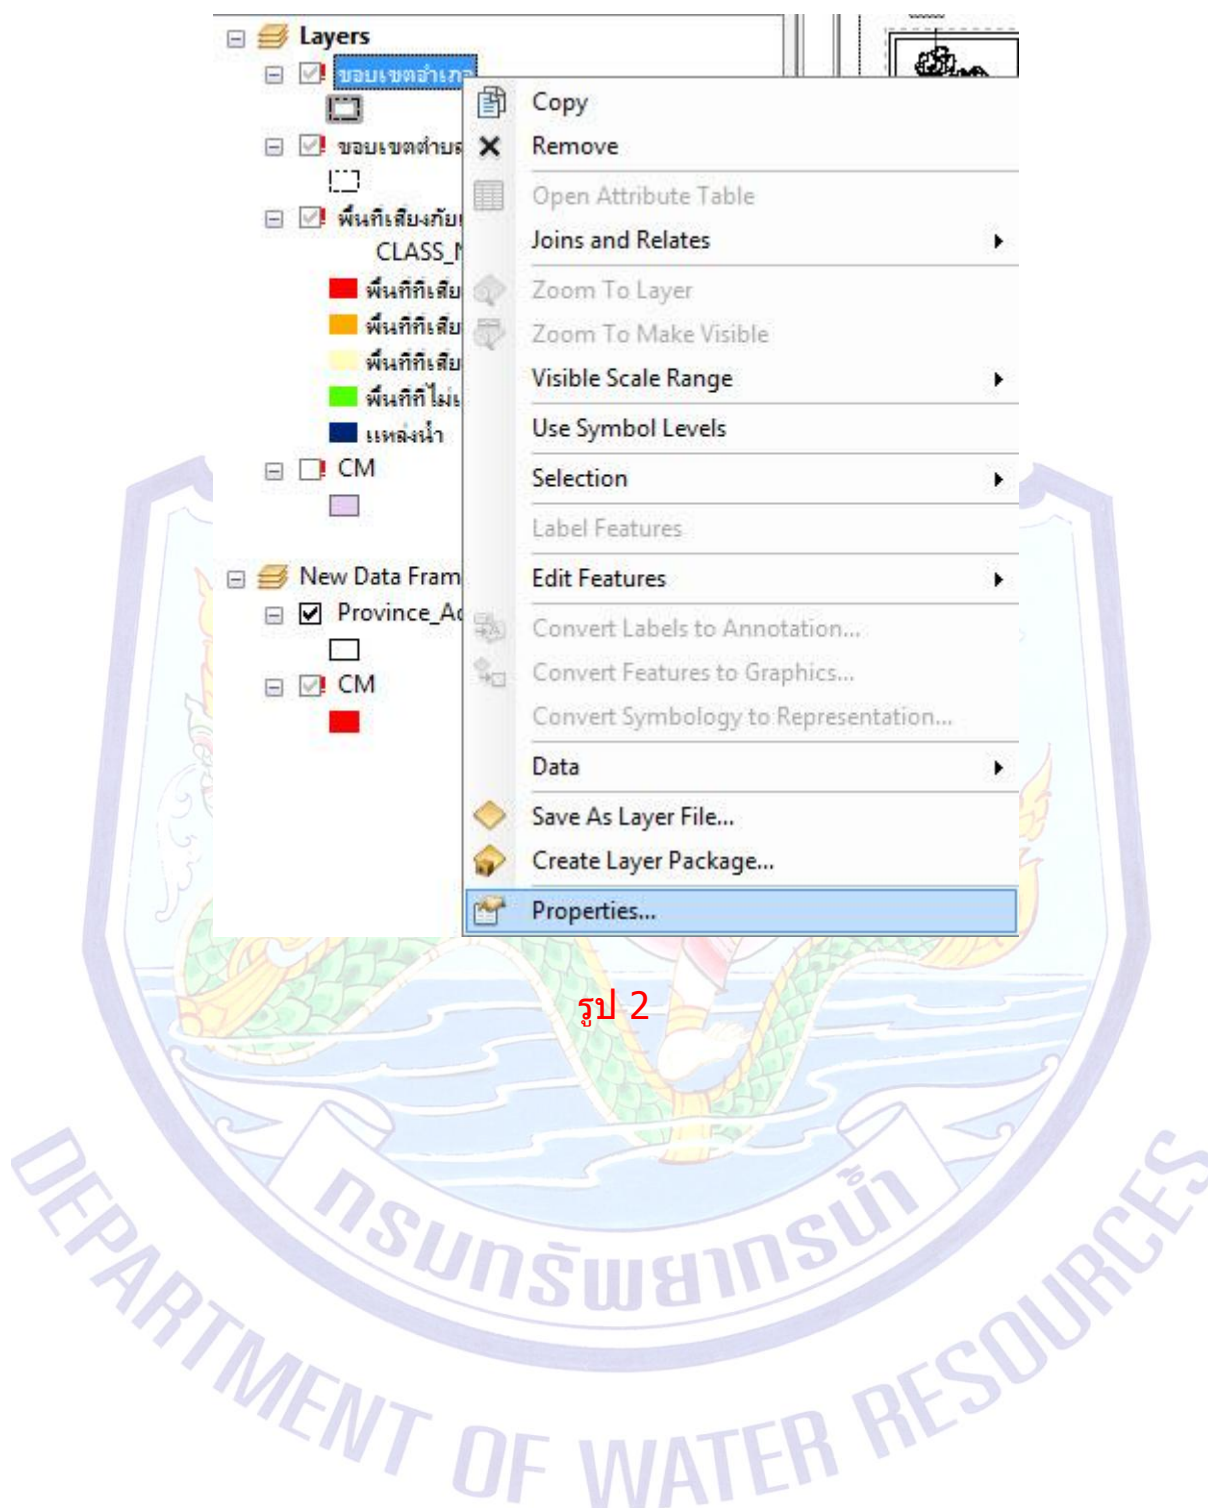 Layers
ขอบเขตอำเภอ
ขอบเขตตำบล
พื้นที่เสี่ยงภัย
CLASS_
พื้นที่ที่เสี่ย
พื้นที่ที่เสี่ย
พื้นที่ที่เสี่ย
พื้นที่ที่ไม่เ
แหล่งน้ำ
CM
New Data Fram
Province_Ad
CM
Copy
Remove
Open Attribute Table
Joins and Relates
Zoom To Layer
Zoom To Make Visible
Visible Scale Range
Use Symbol Levels
Selection
Label Features
Edit Features
Convert Labels to Annotation...
Convert Features to Graphics...
Convert Symbology to Representation...
Data
Save As Layer File...
Create Layer Package...
Properties...
รูป 2
กรมทรัพยากรน้ำ
DEPARTMENT OF WATER RESOURCES